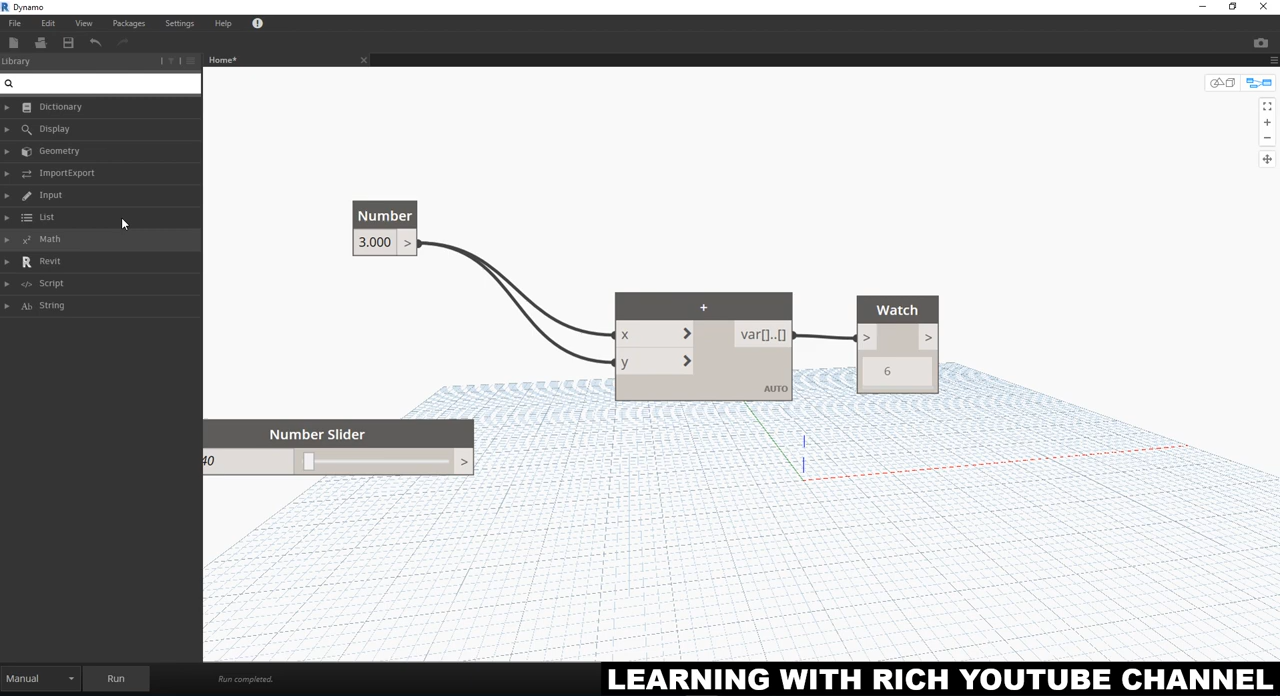 Dynamo
File Edit View Packages Settings Help
Library
Home*
Dictionary
Display
Geometry
ImportExport
Input
List
Math
Revit
Script
String
Number
3.000 >
+
x
var[]..[]
y
AUTO
Watch
> >
6
Number Slider
40 >
Manual
Run
Run completed.
LEARNING WITH RICH YOUTUBE CHANNEL